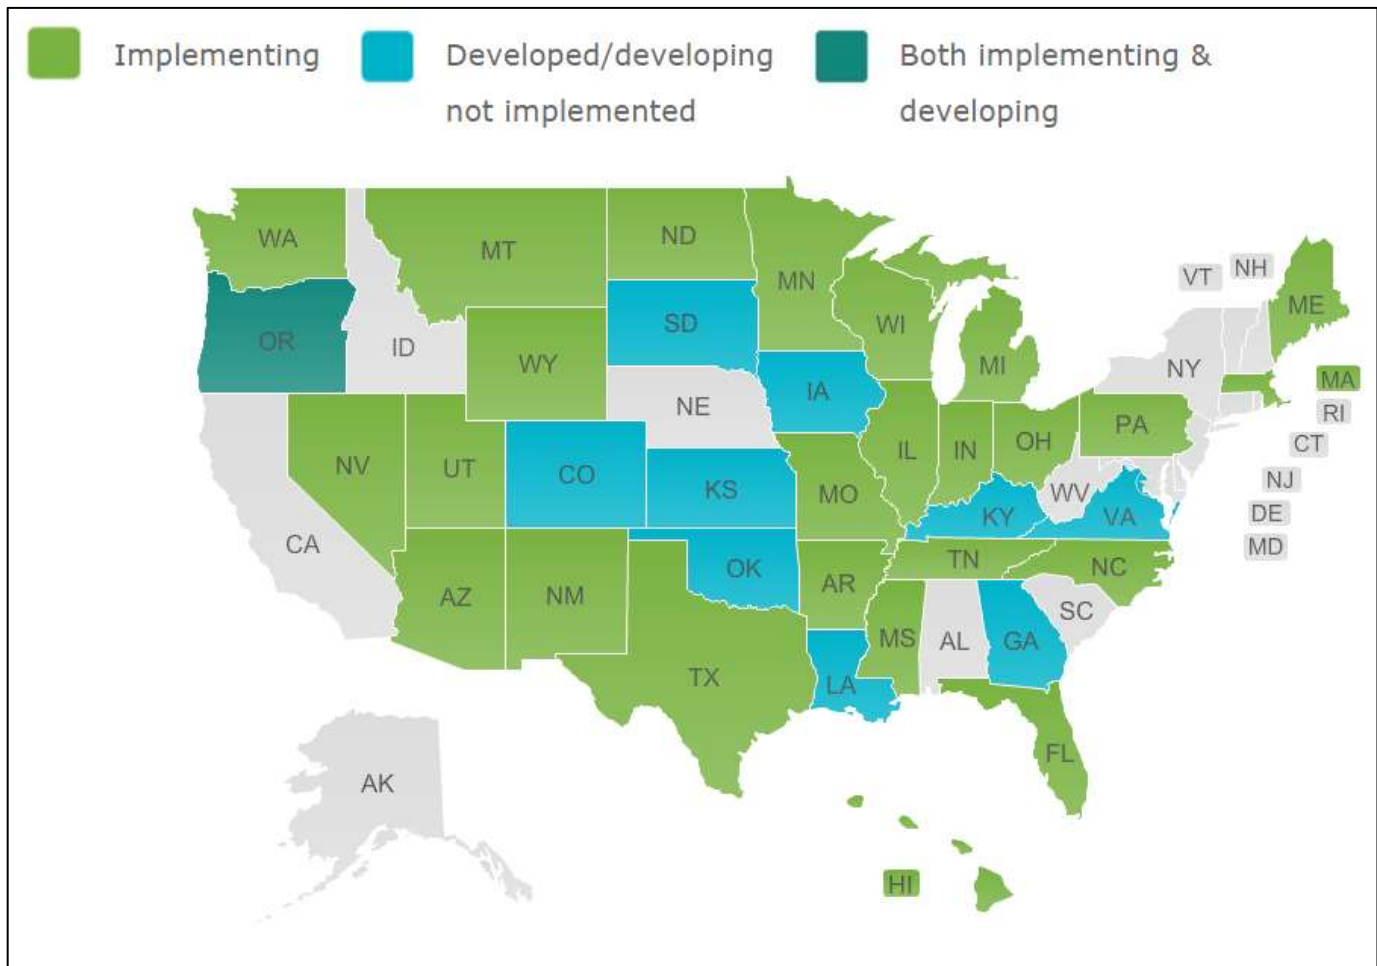 Implementing
Developed/developing
not implemented
Both implementing &
developing
WA
MT
ND
MN
VT
NH
ME
OR
ID
SD
WI
WY
MI
NY
MA
NE
IA
RI
NV
UT
CO
KS
MO
IL
IN
OH
PA
CT
WV
NJ
CA
KY
VA
DE
MD
AZ
NM
OK
AR
TN
NC
TX
LA
MS
AL
GA
SC
AK
FL
HI